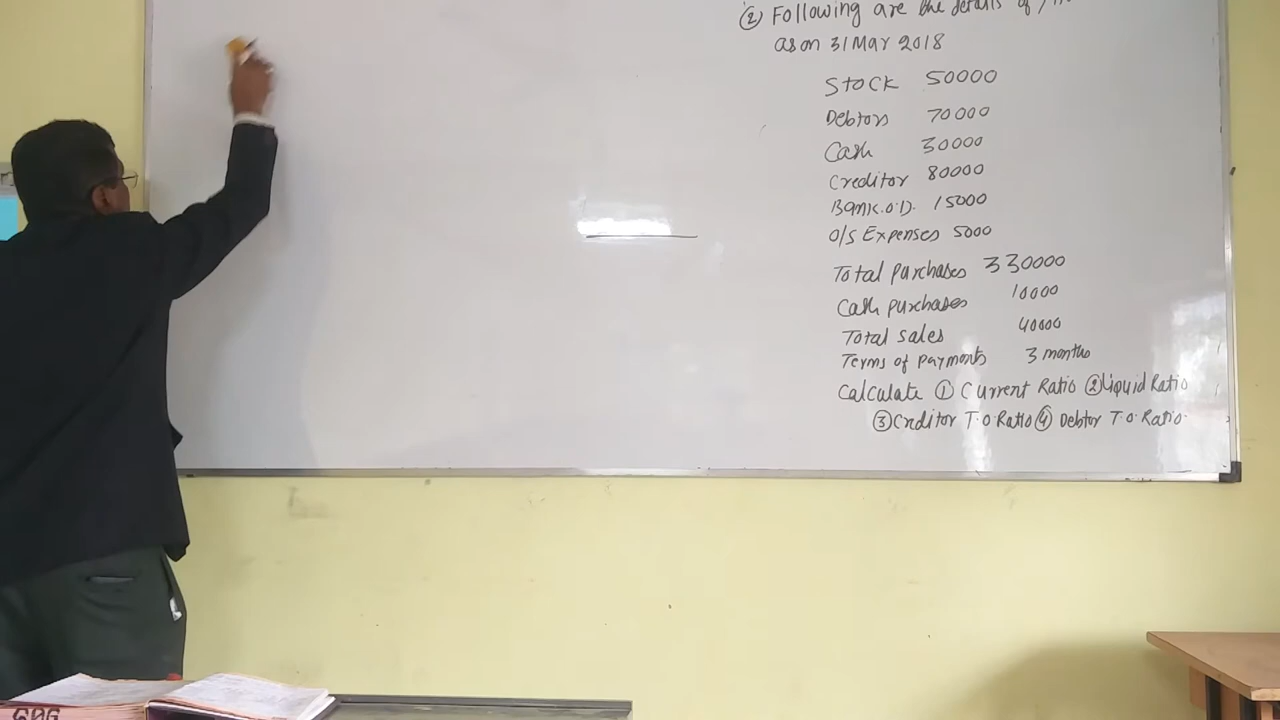 ② Following are the details of
as on 31 Mar 2018
Stock 50000
Debtors 70000
Cash 30000
Creditor 80000
Bank O.D. 15000
O/S Expenses 5000
Total purchases 330000
Cash purchases 10000
Total sales 40000
Terms of payments 3 months
Calculate ① Current Ratio ② Liquid Ratio
③ Creditor T.O. Ratio ④ Debtor T.O. Ratio.